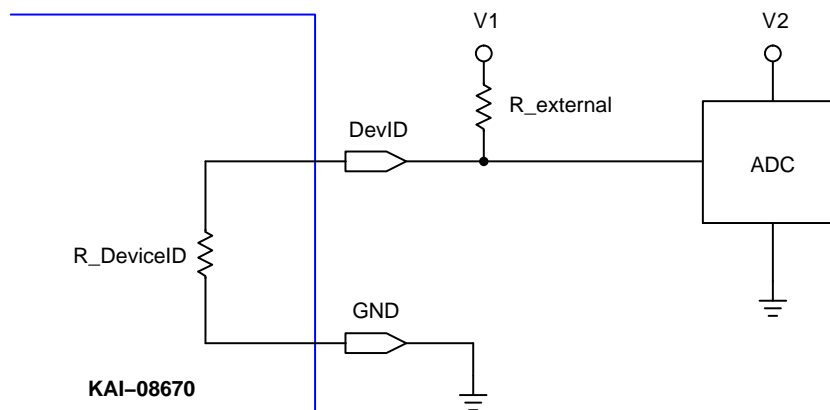 V1
V2
R_external
DevID
ADC
R_DeviceID
GND
KAI–08670